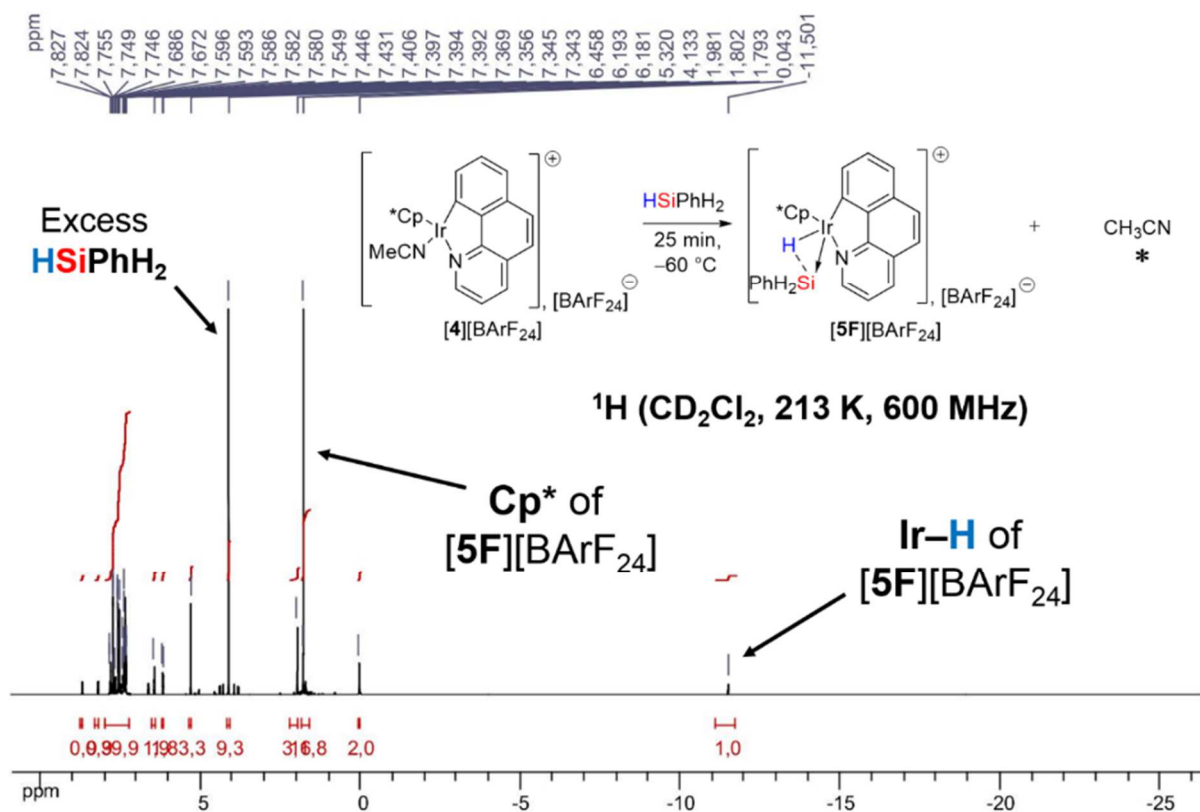 ppm
7,827
7,824
7,755
7,749
7,746
7,686
7,672
7,596
7,593
7,586
7,582
7,580
7,549
7,446
7,431
7,406
7,397
7,394
7,392
7,369
7,356
7,345
7,343
6,458
6,193
6,181
5,320
4,133
1,981
1,802
1,793
0,043
-11,501
Excess
HSiPhH2
*Cp
Ir
MeCN
N
⊕
, [BArF24]⊖
[4][BArF24]
HSiPhH2
25 min,
–60 °C
*Cp
Ir
H
N
PhH2Si
⊕
, [BArF24]⊖
[5F][BArF24]
+
CH3CN
*
1H (CD2Cl2, 213 K, 600 MHz)
Cp* of
[5F][BArF24]
Ir–H of
[5F][BArF24]
9,3
2,0
1,0
ppm 5 0 -5 -10 -15 -20 -25